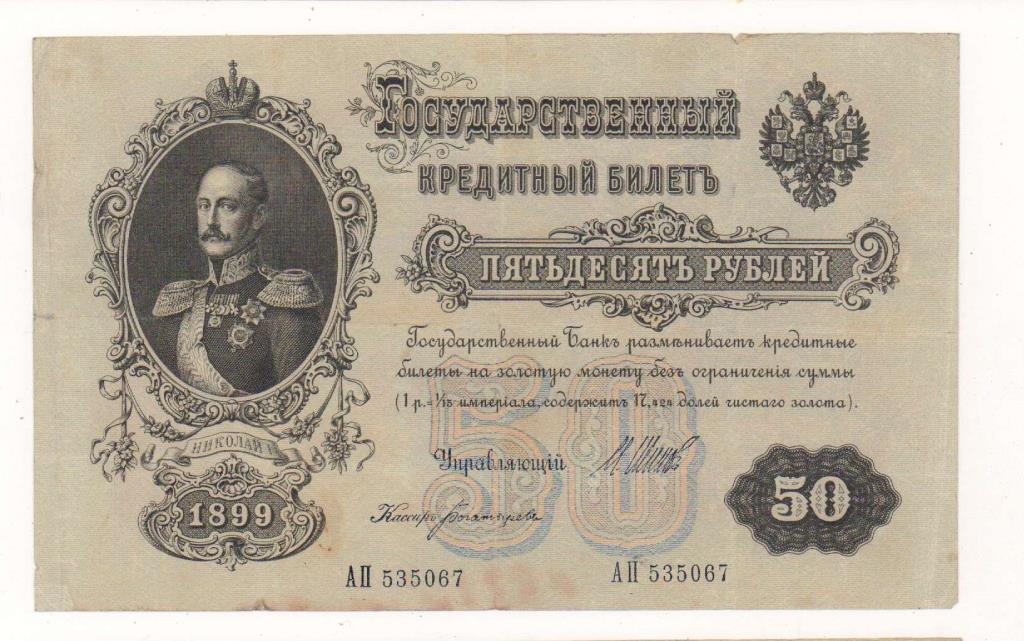 Государственный
кредитный билетъ
пятьдесятъ рублей
Государственный Банкъ размѣниваетъ кредитные
билеты на золотую монету безъ ограниченія суммы
(1 р.=1/15 имперіала, содержитъ 17,424 долей чистаго золота).
50
Управляющій
Кассиръ Богатыревъ
НИКОЛАЙ I
1899
50
АП 535067
АП 535067